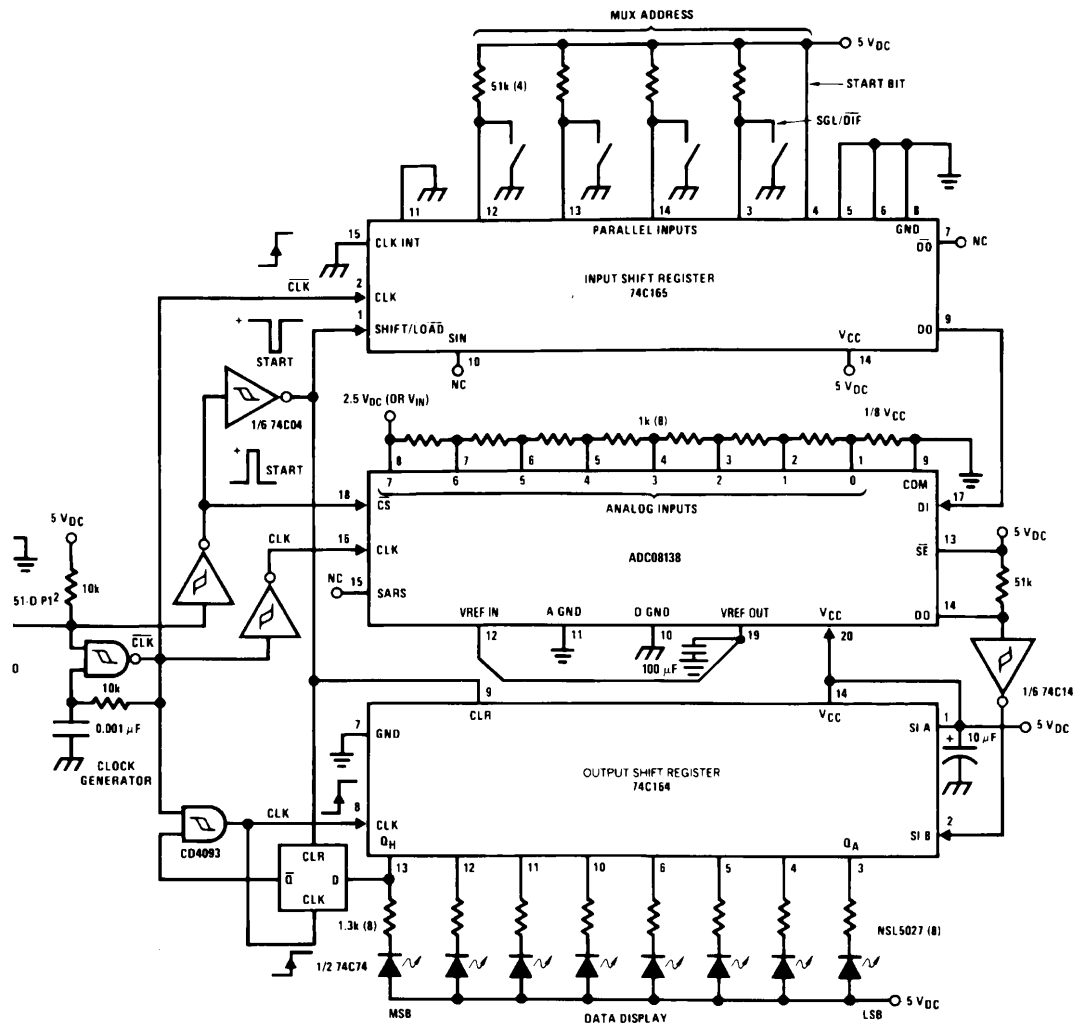 MUX ADDRESS
5 VDC
51k (4)
START BIT
SGL/DIF
11
12
13
14
3
4
5
6
8
GND
PARALLEL INPUTS
15
CLK INT
DO
7
NC
INPUT SHIFT REGISTER
74C165
CLK
2
CLK
1
SHIFT/LOAD
SIN
VCC
DO
9
+
START
10
NC
14
5 VDC
1/6 74C04
2.5 VDC (OR VIN)
1k (8)
1/8 VCC
+
START
8
7
6
5
4
3
2
1
9
7
6
5
4
3
2
1
0
COM
18
CS
ANALOG INPUTS
DI
17
5 VDC
CLK
16
CLK
ADC08138
SE
13
5 VDC
10k
NC
15
SARS
51k
51-D P1²
VREF IN
A GND
D GND
VREF OUT
VCC
DO
14
CLK
12
11
10
19
20
100 µF
O
10k
9
14
1/6 74C14
0.001 µF
CLR
VCC
7
GND
SI A
1
5 VDC
+
10 µF
CLOCK
GENERATOR
OUTPUT SHIFT REGISTER
74C164
CLK
8
CLK
SI B
2
CD4093
QH
QA
CLR
Q
D
CLK
13
12
11
10
6
5
4
3
1.3k (8)
NSL5027 (8)
1/2 74C74
5 VDC
MSB
DATA DISPLAY
LSB